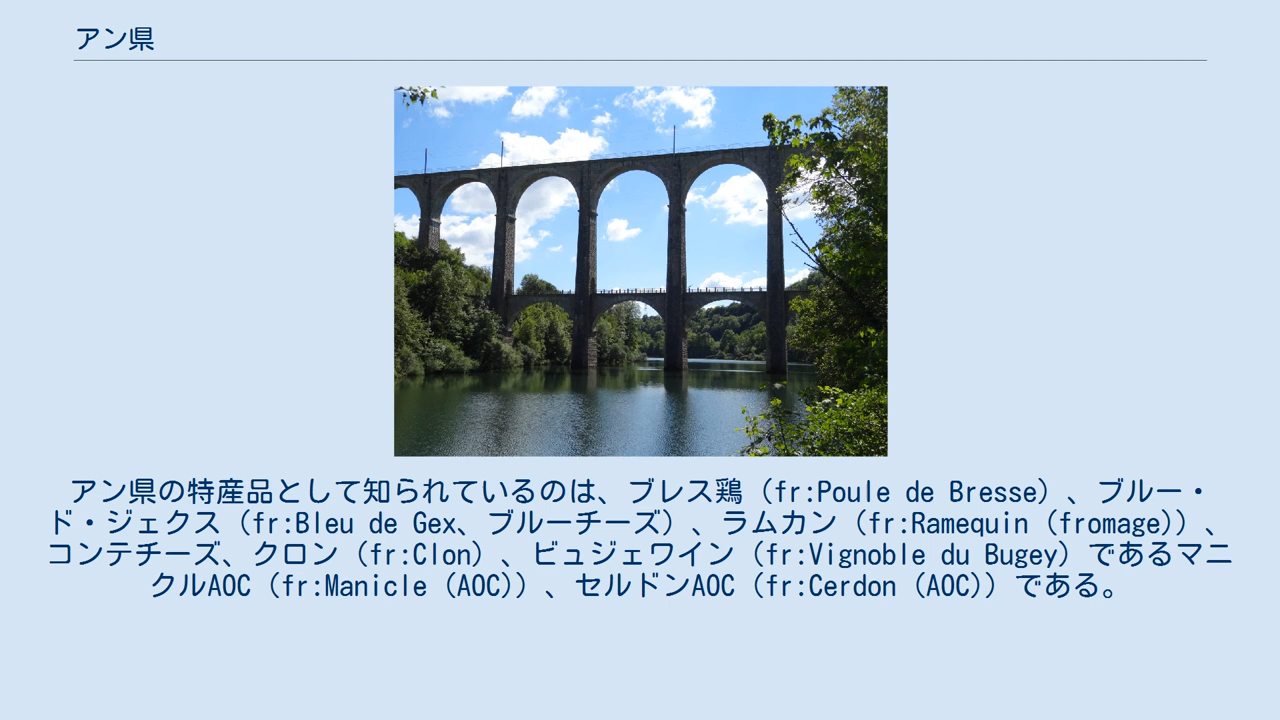 アン県
アン県の特産品として知られているのは、ブレス鶏（fr:Poule de Bresse）、ブルー・
ド・ジェクス（fr:Bleu de Gex、ブルーチーズ）、ラムカン（fr:Ramequin (fromage)）、
コンテチーズ、クロン（fr:Clon）、ビュジェワイン（fr:Vignoble du Bugey）であるマニ
クルAOC（fr:Manicle (AOC)）、セルドンAOC（fr:Cerdon (AOC)）である。